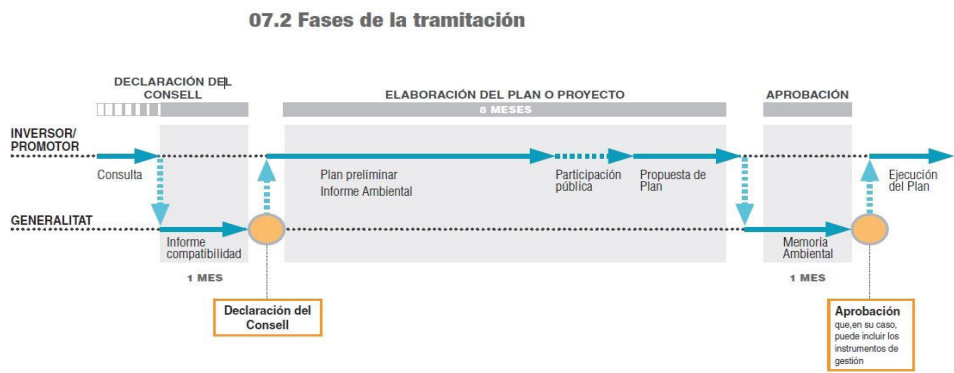 07.2 Fases de la tramitación
DECLARACIÓN DEL
CONSELL
ELABORACIÓN DEL PLAN O PROYECTO
8 MESES
APROBACIÓN
INVERSOR/
PROMOTOR
Consulta
Plan preliminar
Informe Ambiental
Participación
pública
Propuesta de
Plan
Ejecución
del Plan
GENERALITAT
Informe
compatibilidad
Memoria
Ambiental
1 MES
1 MES
Declaración del
Consell
Aprobación
que,en su caso,
puede incluir los
instrumentos de
gestión